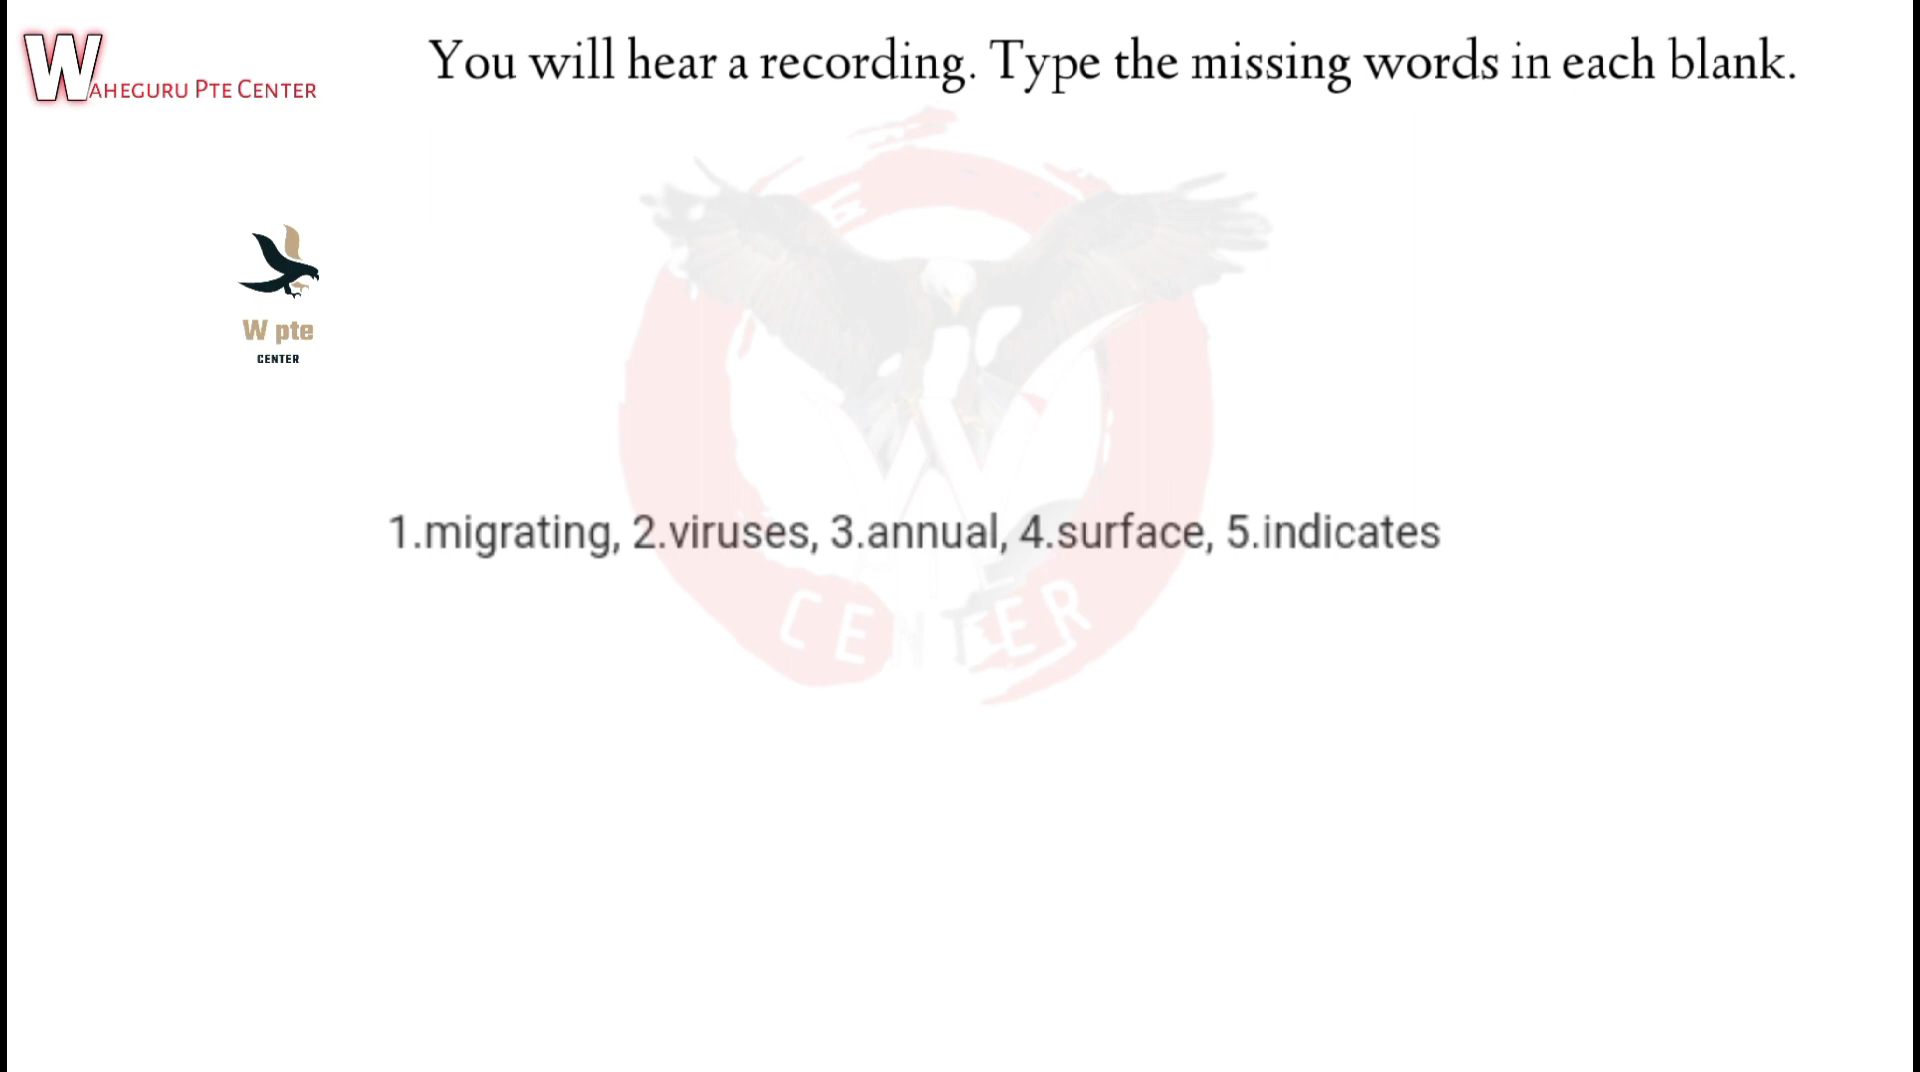 WAHEGURU PTE CENTER
You will hear a recording. Type the missing words in each blank.
W pte
CENTER
1.migrating, 2.viruses, 3.annual, 4.surface, 5.indicates
CENTER